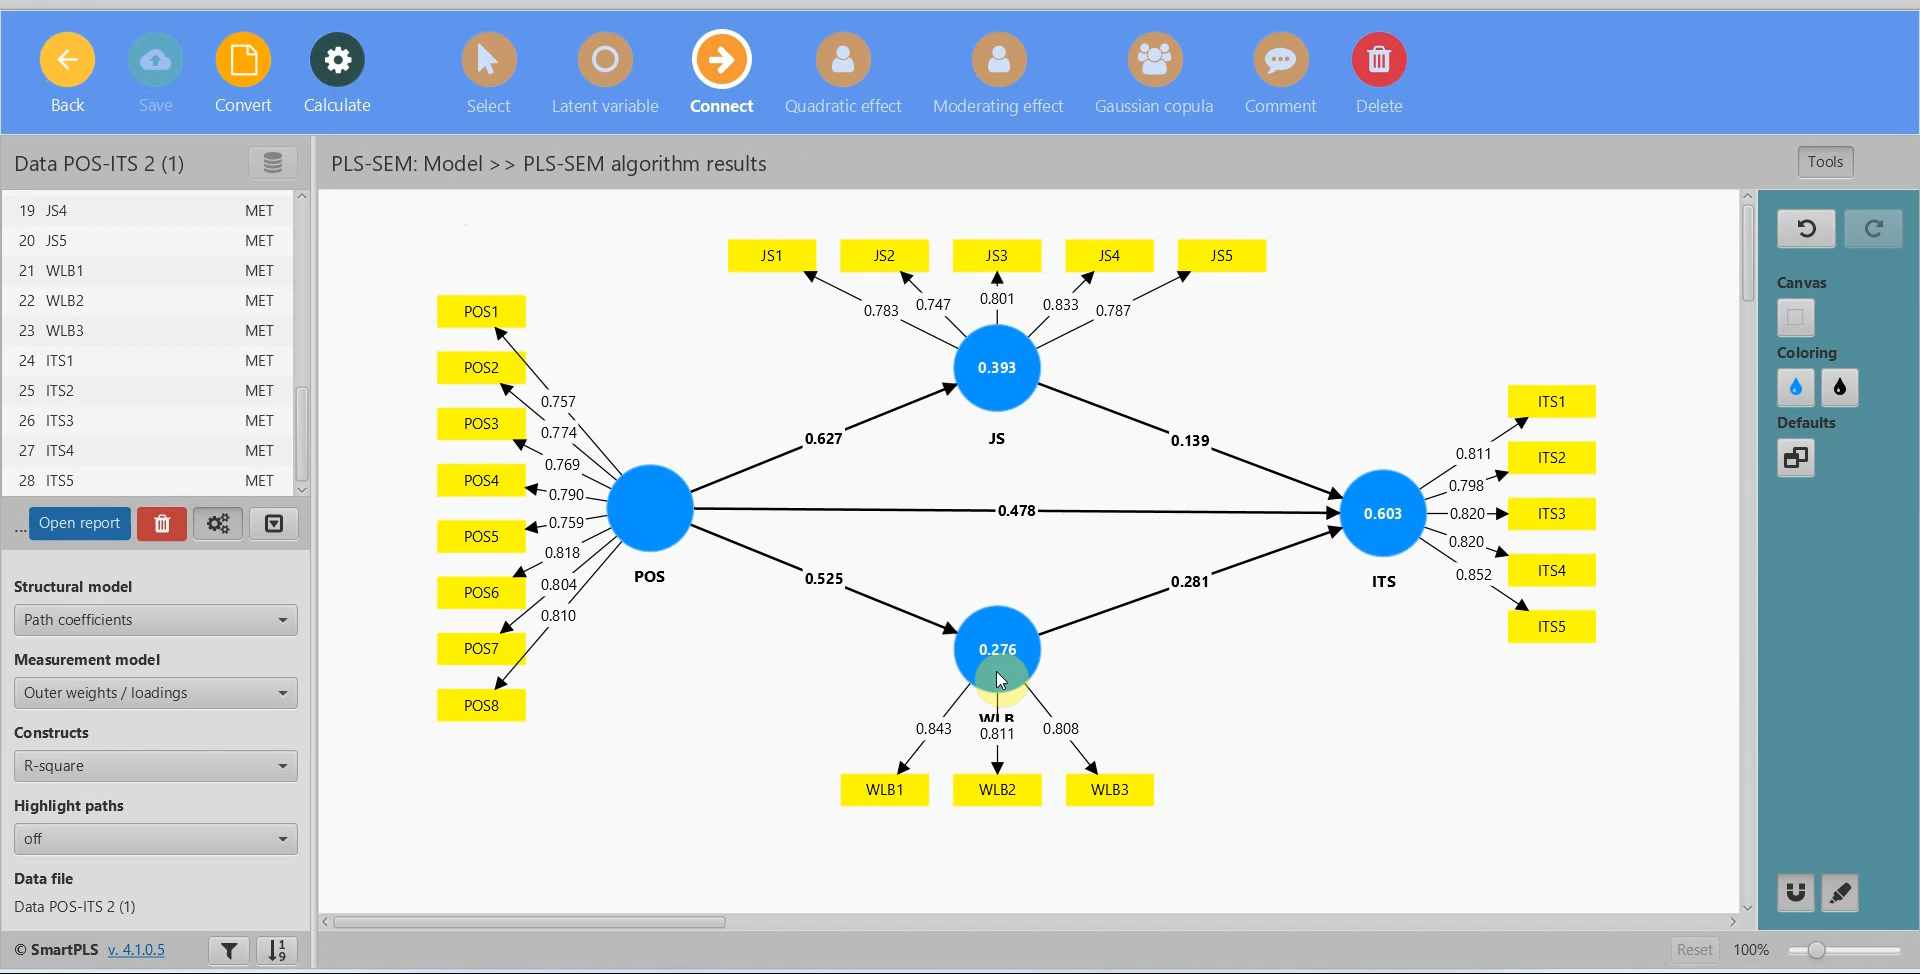 Back
Save
Convert
Calculate
Select
Latent variable
Connect
Quadratic effect
Moderating effect
Gaussian copula
Comment
Delete
Data POS-ITS 2 (1)
PLS-SEM: Model >> PLS-SEM algorithm results
Tools
19 JS4 MET
20 JS5 MET
21 WLB1 MET
22 WLB2 MET
23 WLB3 MET
24 ITS1 MET
25 ITS2 MET
26 ITS3 MET
27 ITS4 MET
28 ITS5 MET
... Open report
Structural model
Path coefficients
Measurement model
Outer weights / loadings
Constructs
R-square
Highlight paths
off
Data file
Data POS-ITS 2 (1)
© SmartPLS v. 4.1.0.5
1
9
JS1 JS2 JS3 JS4 JS5
0.783 0.747 0.801 0.833 0.787
0.393
JS
POS1
POS2
POS3
POS4
POS5
POS6
POS7
POS8
0.757
0.774
0.769
0.790
0.759
0.818
0.804
0.810
POS
0.627
0.139
0.478
0.525
0.281
0.603
ITS
0.811
0.798
0.820
0.820
0.852
ITS1
ITS2
ITS3
ITS4
ITS5
0.276
WLB
0.843 0.811 0.808
WLB1 WLB2 WLB3
Canvas
Coloring
Defaults
Reset 100%